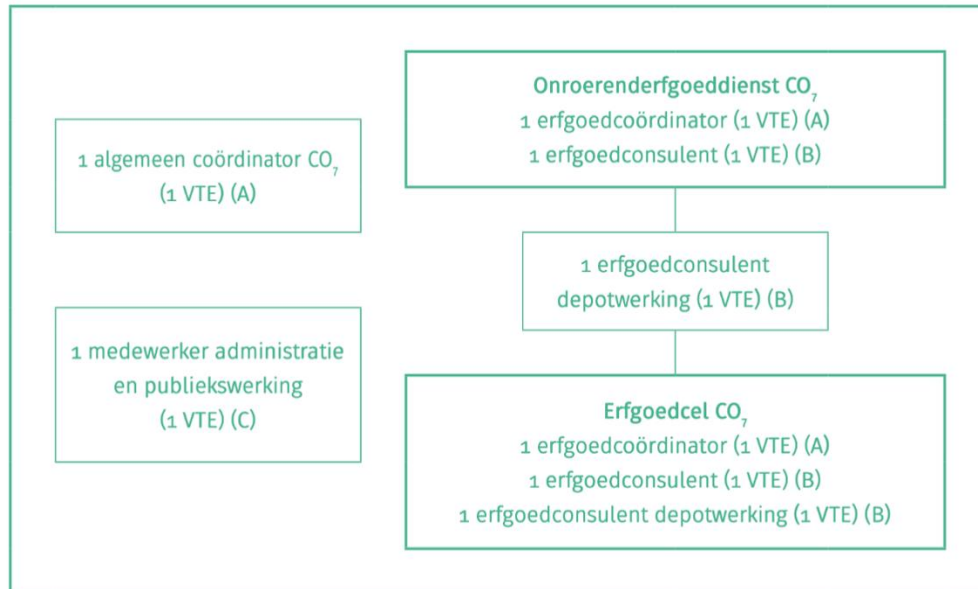 1 algemeen coördinator CO₇
(1 VTE) (A)
1 medewerker administratie
en publiekswerking
(1 VTE) (C)
Onroerenderfgoeddienst CO₇
1 erfgoedcoördinator (1 VTE) (A)
1 erfgoedconsulent (1 VTE) (B)
1 erfgoedconsulent
depotwerking (1 VTE) (B)
Erfgoedcel CO₇
1 erfgoedcoördinator (1 VTE) (A)
1 erfgoedconsulent (1 VTE) (B)
1 erfgoedconsulent depotwerking (1 VTE) (B)